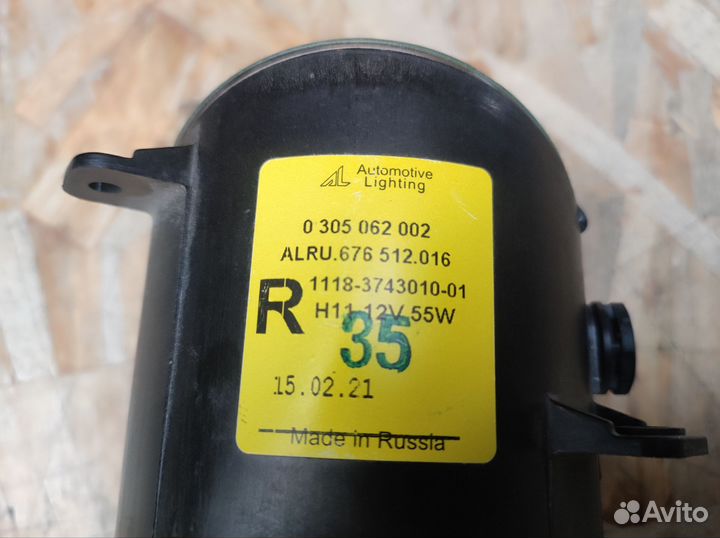 Automotive
Lighting
0 305 062 002
ALRU.676 512.016
R 1118-3743010-01
H11 12V 55W
35
15.02.21
Made in Russia
Avito